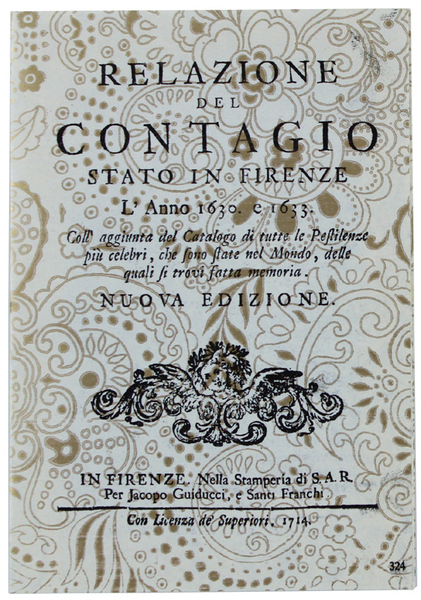 RELAZIONE
DEL
CONTAGIO
STATO IN FIRENZE
L'Anno 1630. e 1633.
Coll' aggiunta del Catalogo di tutte le Peſtilenze
più celebri, che ſono ſtate nel Mondo, delle
quali ſi trovi fatta memoria.
NUOVA EDIZIONE.
IN FIRENZE. Nella Stamperia di S. A. R.
Per Jacopo Guiducci, e Santi Franchi
Con Licenza de' Superiori. 1714.
324